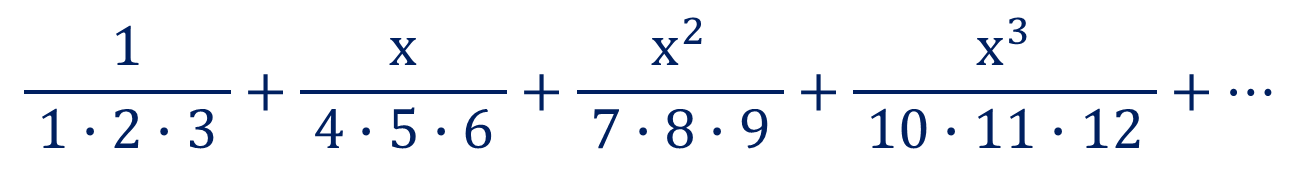 1/(1 · 2 · 3) + x/(4 · 5 · 6) + x²/(7 · 8 · 9) + x³/(10 · 11 · 12) + ⋯